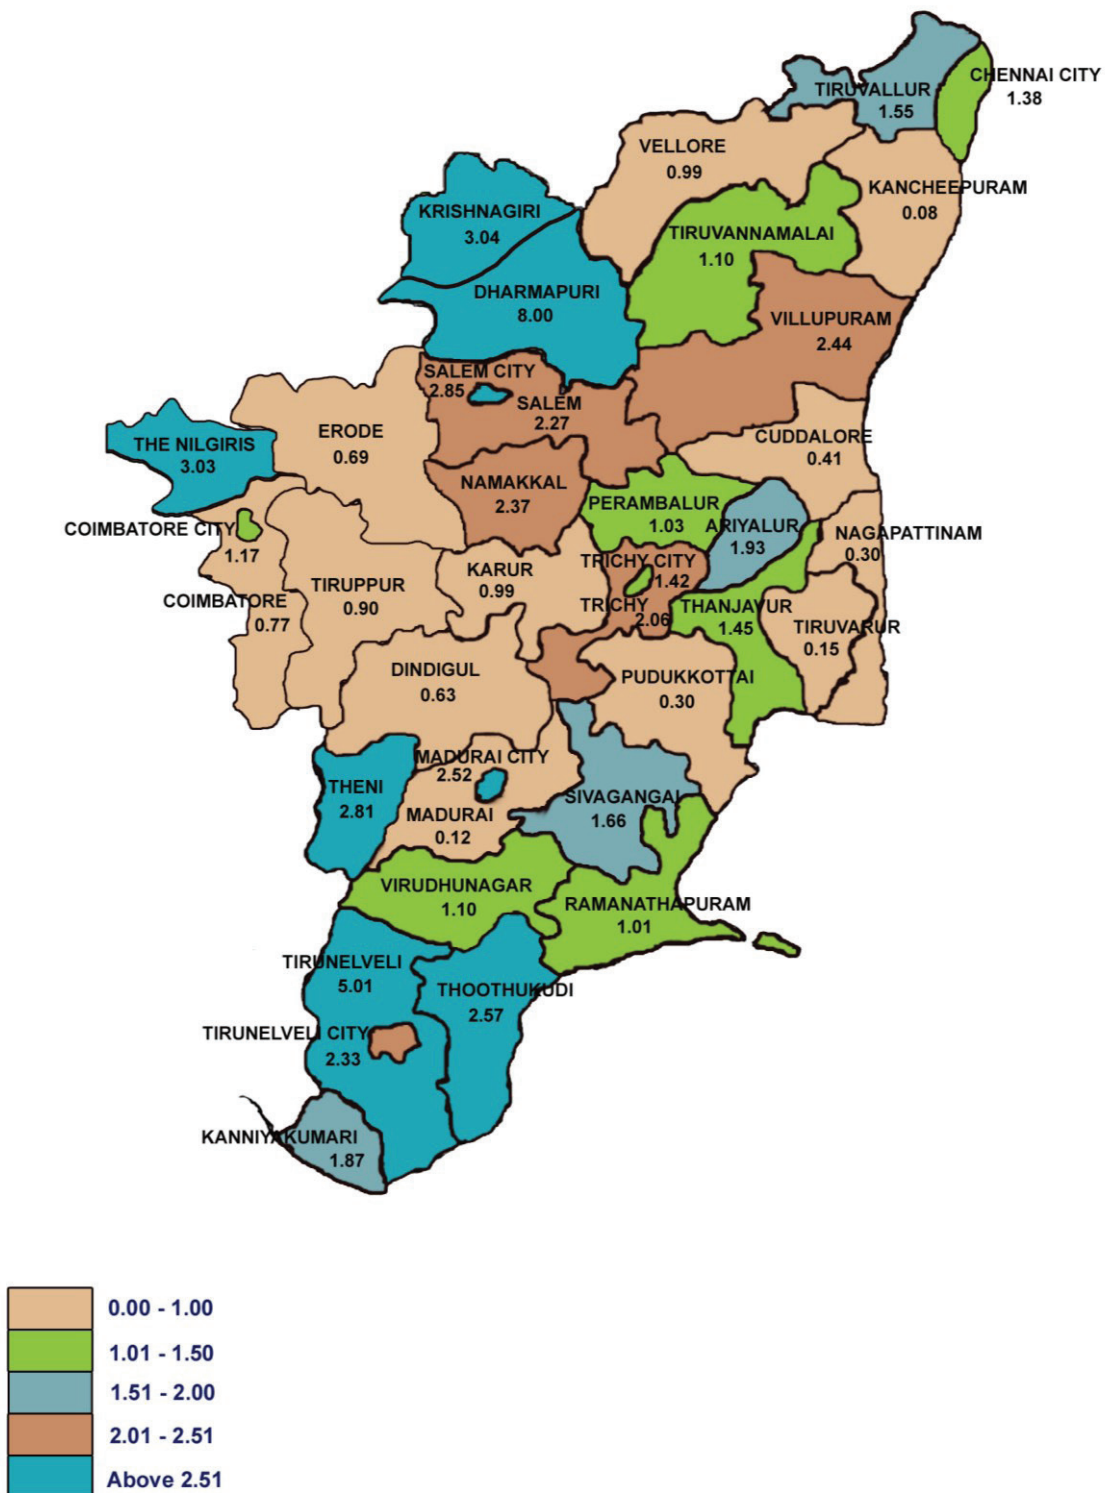 CHENNAI CITY
1.38
TIRUVALLUR
1.55
VELLORE
0.99
KANCHEEPURAM
0.08
KRISHNAGIRI
3.04
TIRUVANNAMALAI
1.10
DHARMAPURI
8.00
VILLUPURAM
2.44
SALEM CITY
2.85
SALEM
2.27
ERODE
0.69
THE NILGIRIS
3.03
CUDDALORE
0.41
NAMAKKAL
2.37
PERAMBALUR
1.03
ARIYALUR
1.93
NAGAPATTINAM
0.30
COIMBATORE CITY
1.17
TRICHY CITY
1.42
KARUR
0.99
TIRUPPUR
0.90
COIMBATORE
0.77
TRICHY
2.06
THANJAVUR
1.45
TIRUVARUR
0.15
DINDIGUL
0.63
PUDUKKOTTAI
0.30
MADURAI CITY
2.52
THENI
2.81
MADURAI
0.12
SIVAGANGAI
1.66
VIRUDHUNAGAR
1.10
RAMANATHAPURAM
1.01
TIRUNELVELI
5.01
THOOTHUKUDI
2.57
TIRUNELVELI CITY
2.33
KANNIYAKUMARI
1.87
0.00 - 1.00
1.01 - 1.50
1.51 - 2.00
2.01 - 2.51
Above 2.51